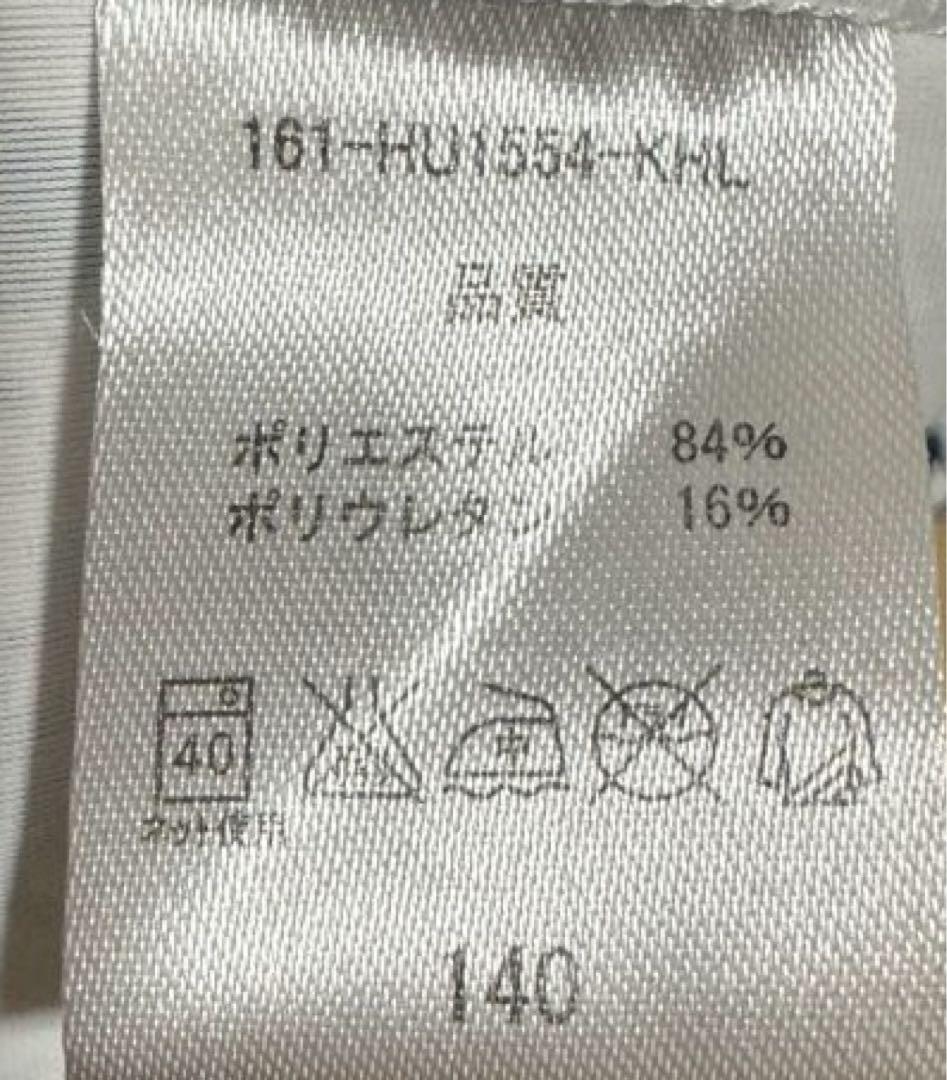 161-HU1554-KHL
品質
ポリエステル 84%
ポリウレタン 16%
40
中
ネット使用
140